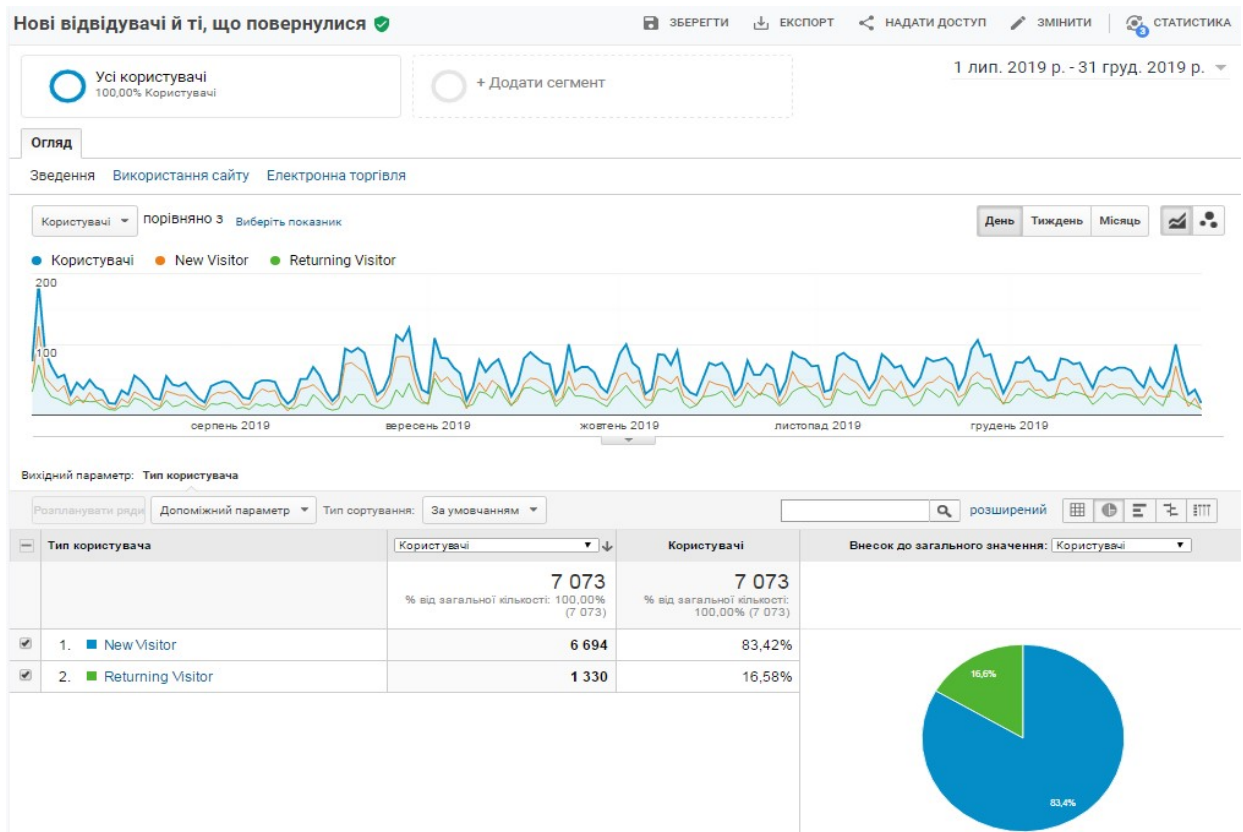 Нові відвідувачі й ті, що повернулися
ЗБЕРЕГТИ ЕКСПОРТ НАДАТИ ДОСТУП ЗМІНИТИ СТАТИСТИКА
3
Усі користувачі
100,00% Користувачі
+ Додати сегмент
1 лип. 2019 р. - 31 груд. 2019 р.
Огляд
Зведення Використання сайту Електронна торгівля
Користувачі порівняно з Виберіть показник
День Тиждень Місяць
Користувачі New Visitor Returning Visitor
200
100
серпень 2019 вересень 2019 жовтень 2019 листопад 2019 грудень 2019
Вихідний параметр: Тип користувача
Розпланувати ряди Допоміжний параметр Тип сортування: За умовчанням розширений
Тип користувача Користувачі Користувачі Внесок до загального значення: Користувачі
7 073 7 073
% від загальної кількості: 100,00% % від загальної кількості:
(7 073) 100,00% (7 073)
1. New Visitor 6 694 83,42%
2. Returning Visitor 1 330 16,58%
16,6%
83,4%